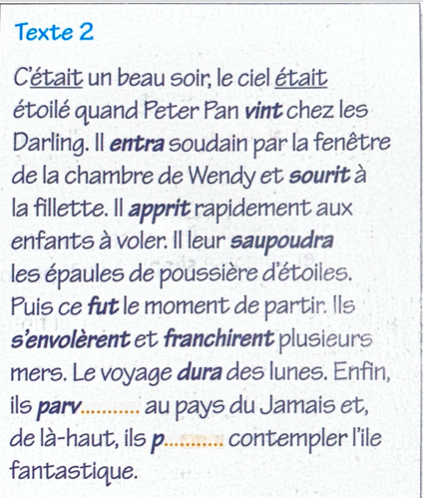 Texte 2
C'était un beau soir, le ciel était
étoilé quand Peter Pan vint chez les
Darling. Il entra soudain par la fenêtre
de la chambre de Wendy et sourit à
la fillette. Il apprit rapidement aux
enfants à voler. Il leur saupoudra
les épaules de poussière d'étoiles.
Puis ce fut le moment de partir. Ils
s'envolèrent et franchirent plusieurs
mers. Le voyage dura des lunes. Enfin,
ils parv............ au pays du Jamais et,
de là-haut, ils p............ contempler l'île
fantastique.